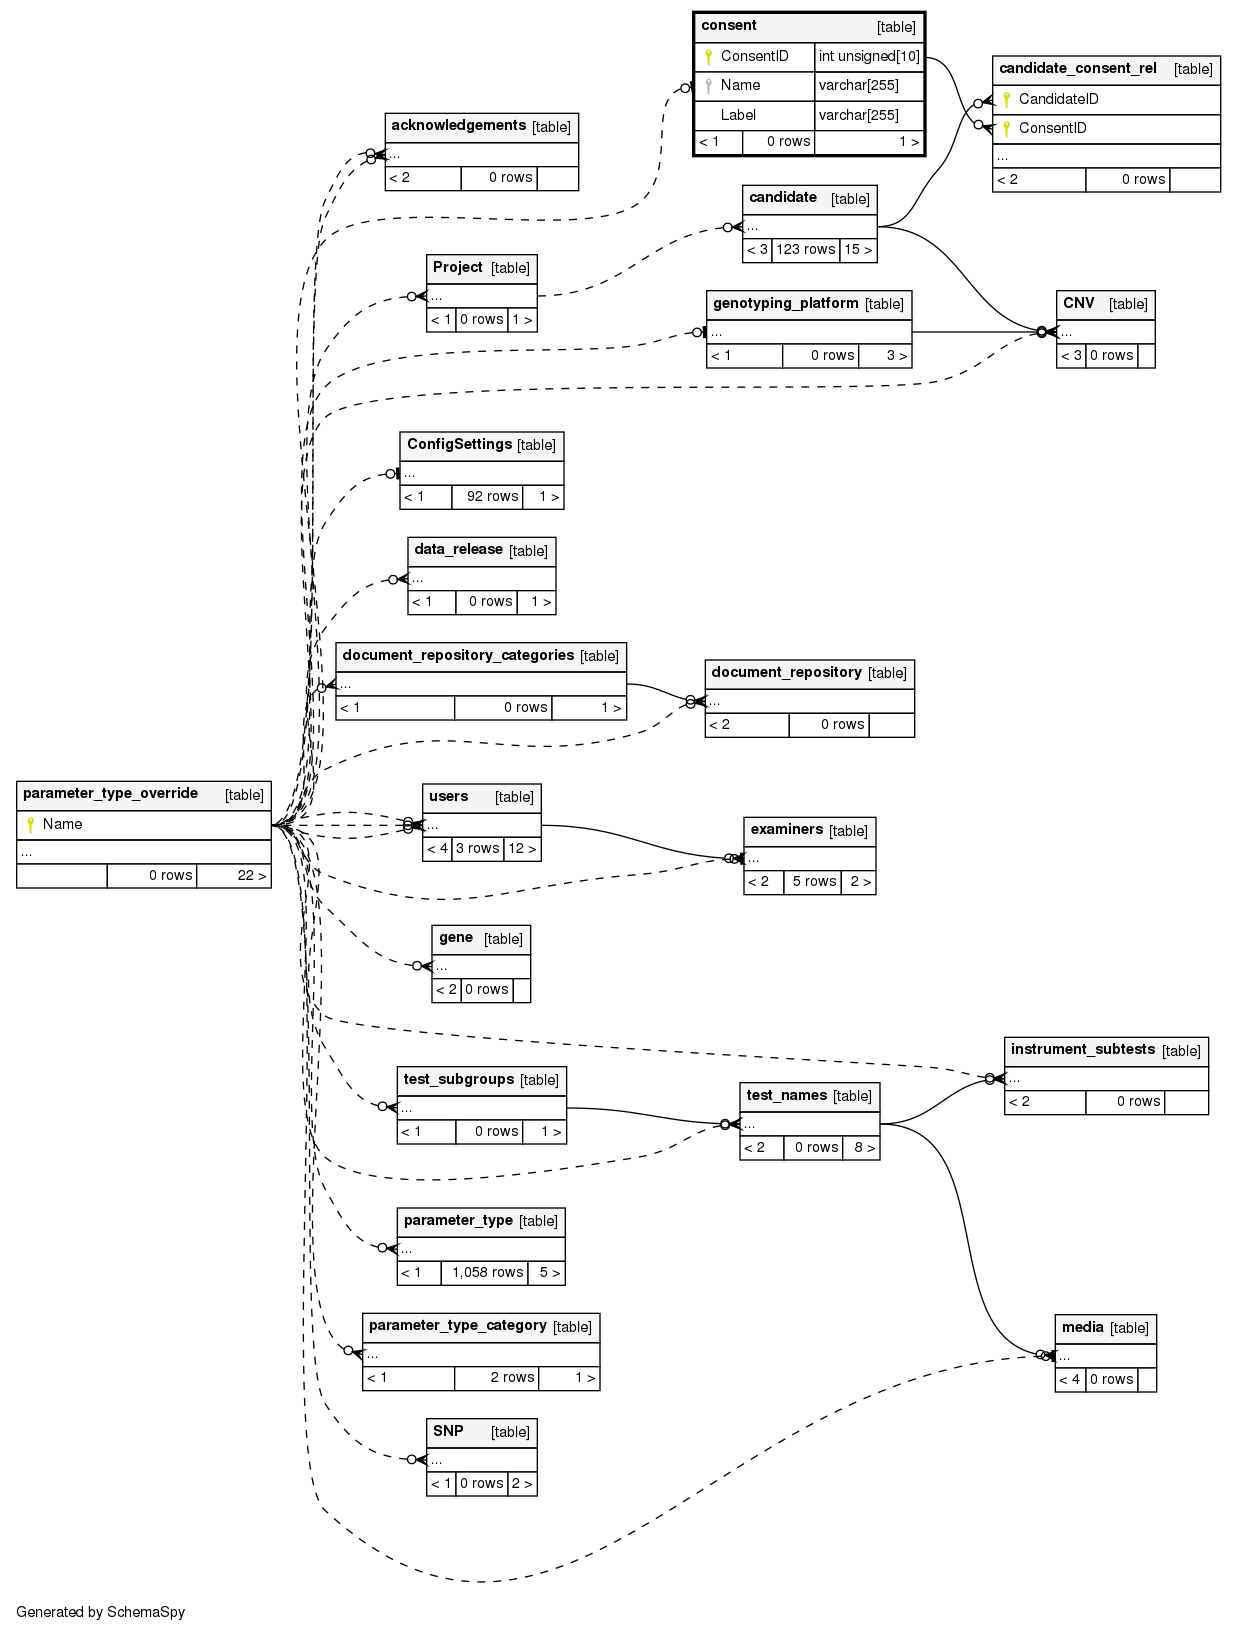 consent [table]
ConsentID int unsigned[10]
Name varchar[255]
Label varchar[255]
< 1 0 rows 1 >
candidate_consent_rel [table]
CandidateID
ConsentID
...
< 2 0 rows
acknowledgements [table]
...
< 2 0 rows
candidate [table]
...
< 3 123 rows 15 >
Project [table]
...
< 1 0 rows 1 >
genotyping_platform [table]
...
< 1 0 rows 3 >
CNV [table]
...
< 3 0 rows
ConfigSettings [table]
...
< 1 92 rows 1 >
data_release [table]
...
< 1 0 rows 1 >
document_repository_categories [table]
...
< 1 0 rows 1 >
document_repository [table]
...
< 2 0 rows
parameter_type_override [table]
Name
...
0 rows 22 >
users [table]
...
< 4 3 rows 12 >
examiners [table]
...
< 2 5 rows 2 >
gene [table]
...
< 2 0 rows
instrument_subtests [table]
...
< 2 0 rows
test_subgroups [table]
...
< 1 0 rows 1 >
test_names [table]
...
< 2 0 rows 8 >
parameter_type [table]
...
< 1 1,058 rows 5 >
parameter_type_category [table]
...
< 1 2 rows 1 >
media [table]
...
< 4 0 rows
SNP [table]
...
< 1 0 rows 2 >
Generated by SchemaSpy